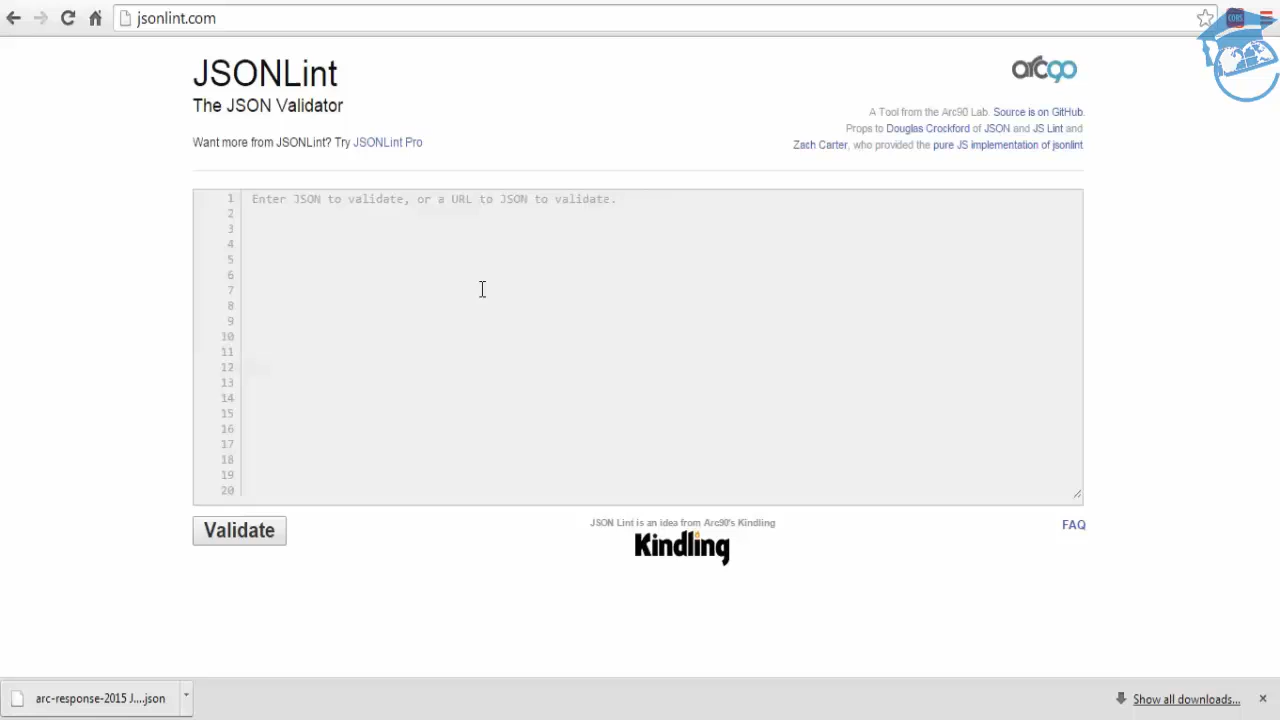 jsonlint.com
CORS
JSONLint
The JSON Validator
Want more from JSONLint? Try JSONLint Pro
arc90
A Tool from the Arc90 Lab. Source is on GitHub.
Props to Douglas Crockford of JSON and JS Lint and
Zach Carter, who provided the pure JS implementation of jsonlint
1 Enter JSON to validate, or a URL to JSON to validate.
2
3
4
5
6
7
8
9
10
11
12
13
14
15
16
17
18
19
20
Validate
JSON Lint is an idea from Arc90's Kindling
Kindling
FAQ
arc-response-2015 J....json
Show all downloads...